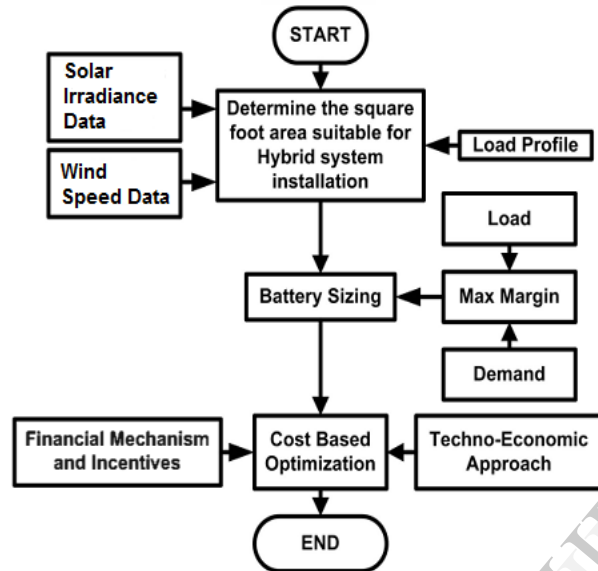 START
Solar
Irradiance
Data
Determine the square
foot area suitable for
Hybrid system
installation
Load Profile
Wind
Speed Data
Load
Battery Sizing
Max Margin
Demand
Financial Mechanism
and Incentives
Cost Based
Optimization
Techno-Economic
Approach
END